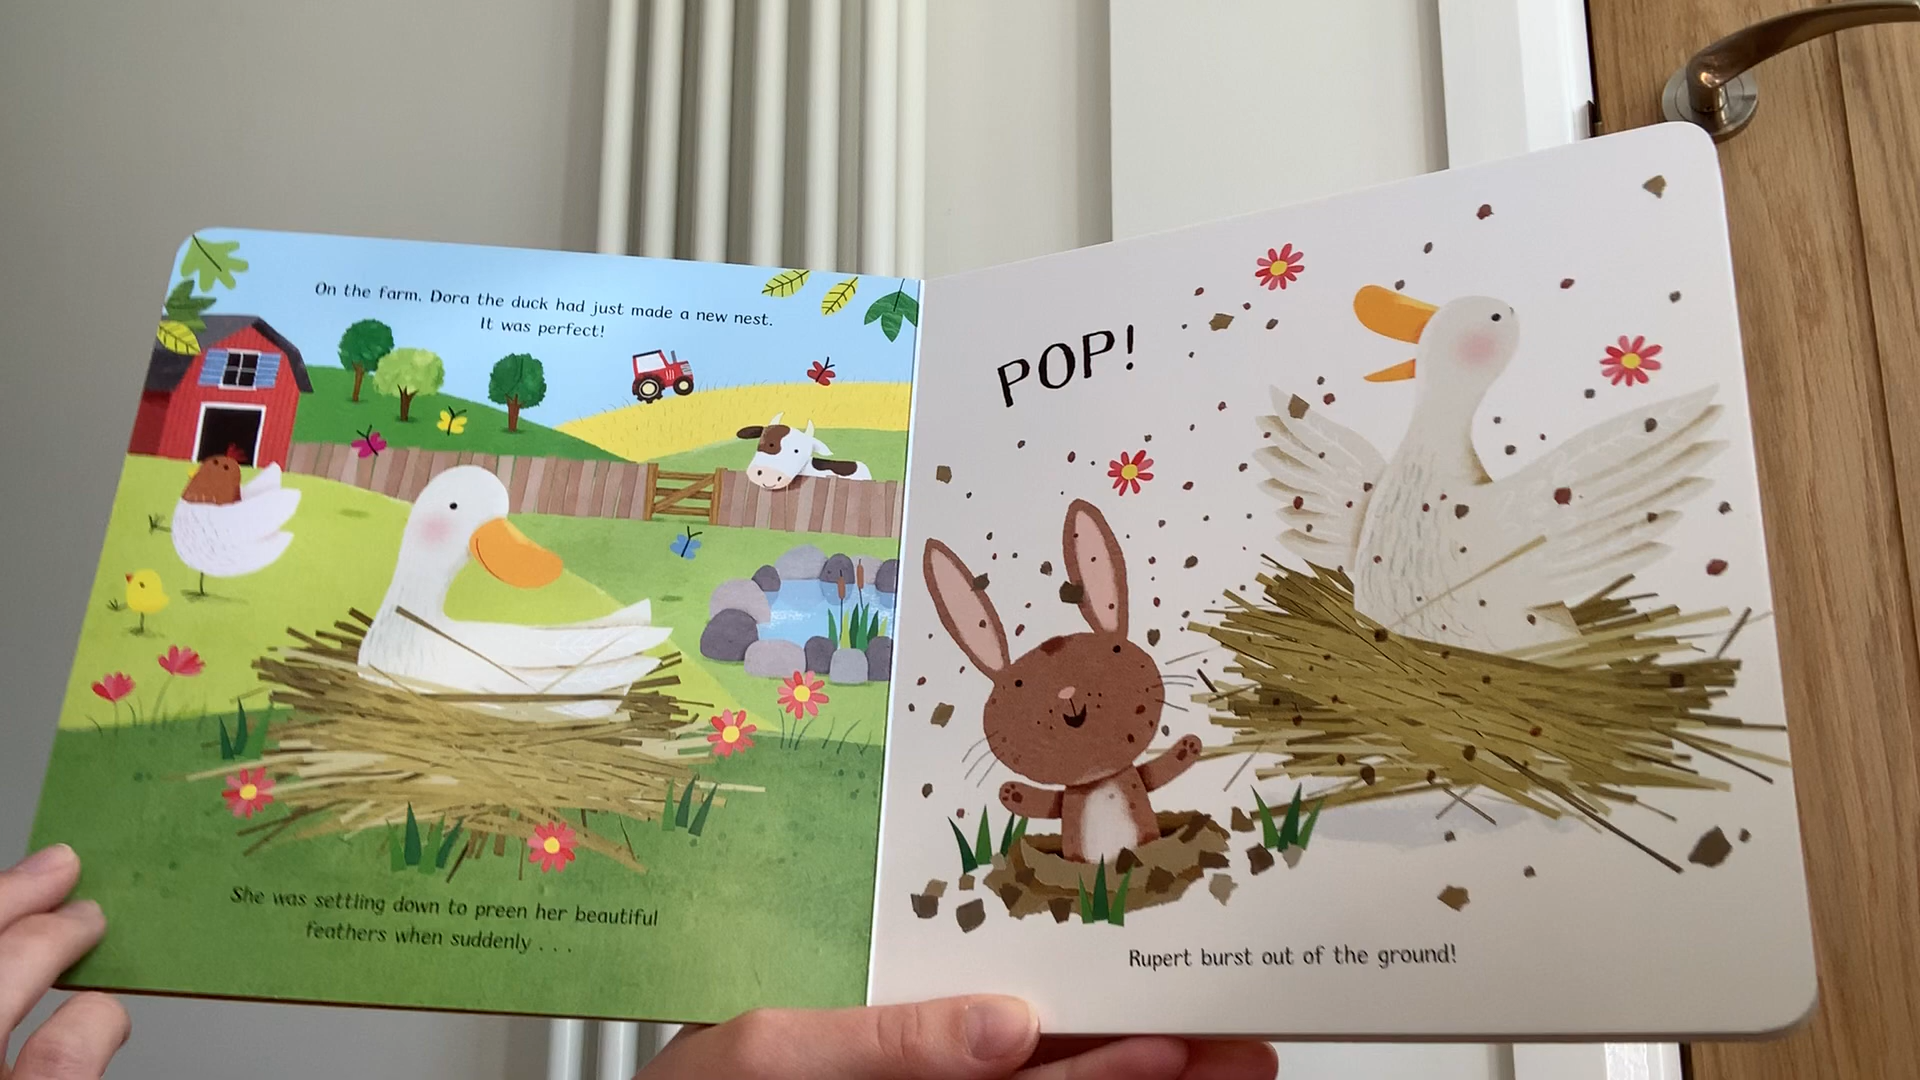 On the farm, Dora the duck had just made a new nest.
It was perfect!
She was settling down to preen her beautiful
feathers when suddenly . . .
POP!
Rupert burst out of the ground!